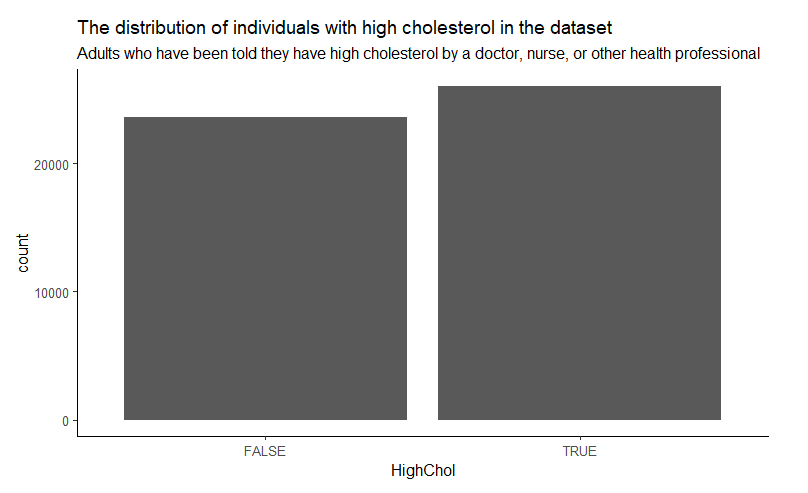 The distribution of individuals with high cholesterol in the dataset
Adults who have been told they have high cholesterol by a doctor, nurse, or other health professional
count
20000
10000
0
FALSE TRUE
HighChol